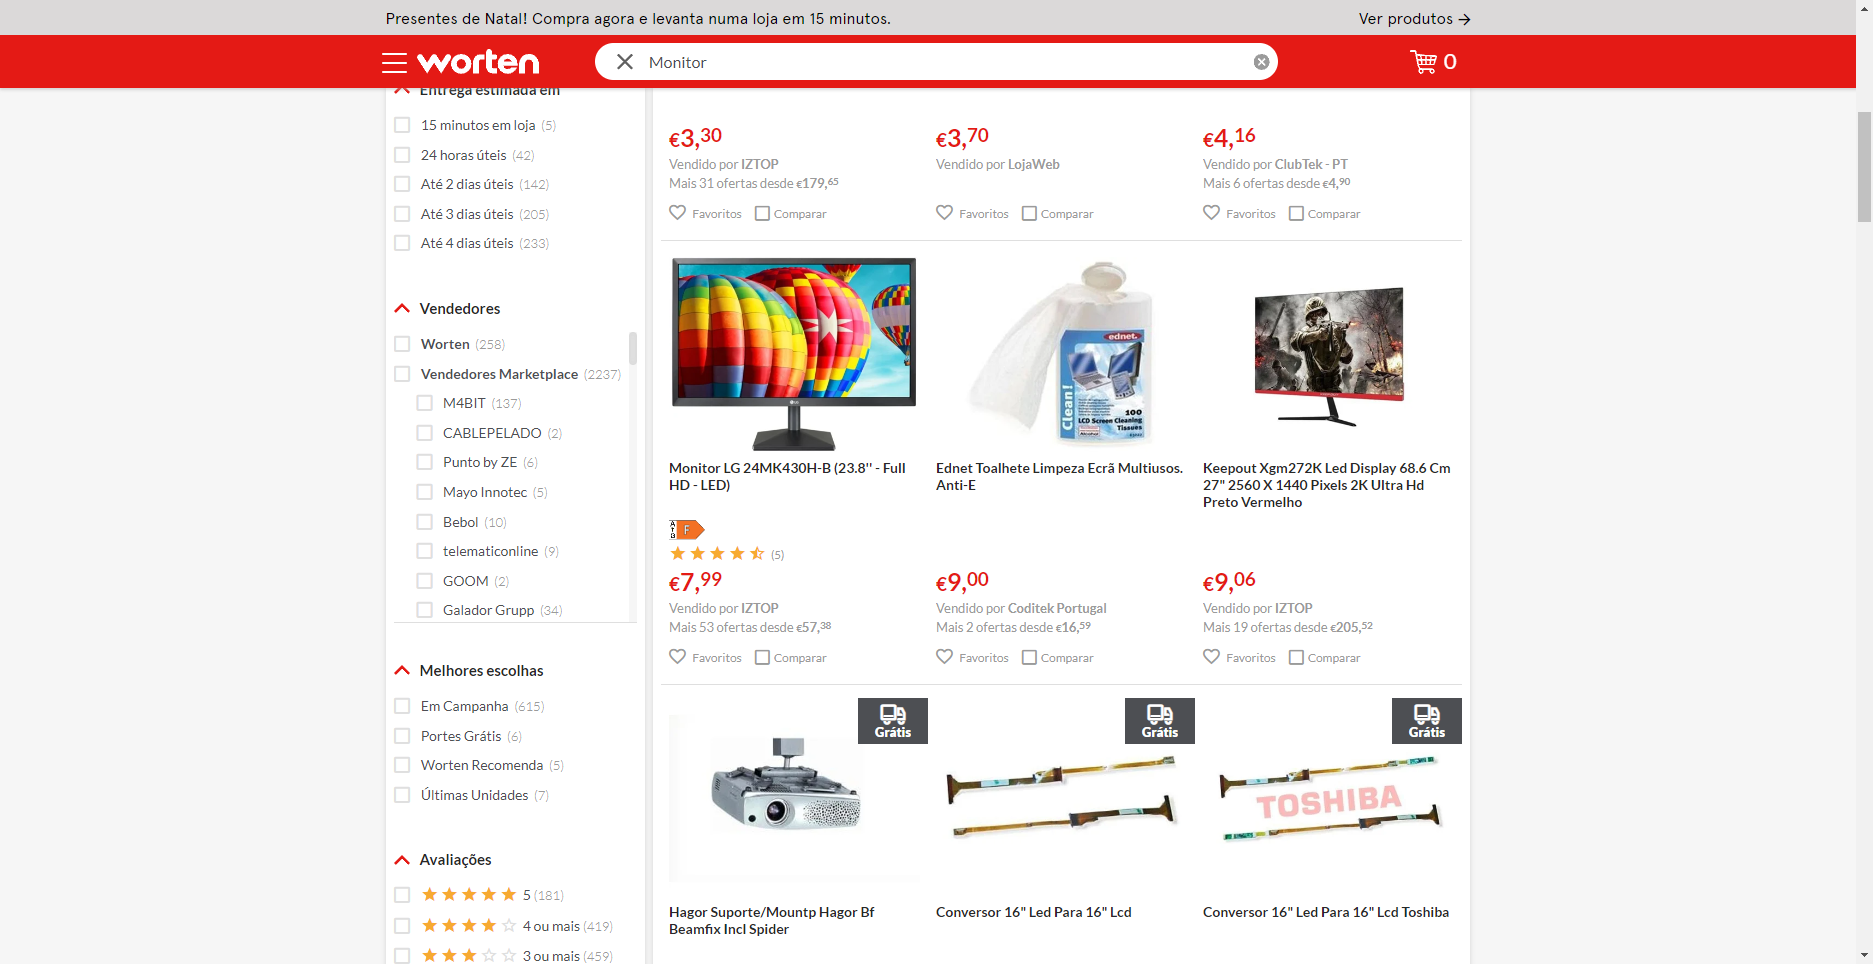 Presentes de Natal! Compra agora e levanta numa loja em 15 minutos.
Ver produtos →
worten
Monitor
0
Entrega estimada em
15 minutos em loja (5)
24 horas úteis (42)
Até 2 dias úteis (142)
Até 3 dias úteis (205)
Até 4 dias úteis (233)
Vendedores
Worten (258)
Vendedores Marketplace (2237)
M4BIT (137)
CABLEPELADO (2)
Punto by ZE (6)
Mayo Innotec (5)
Bebol (10)
telematiconline (9)
GOOM (2)
Galador Grupp (34)
Melhores escolhas
Em Campanha (615)
Portes Grátis (6)
Worten Recomenda (5)
Últimas Unidades (7)
Avaliações
5 (181)
4 ou mais (419)
3 ou mais (459)
€3,30
Vendido por IZTOP
Mais 31 ofertas desde €179,65
Favoritos Comparar
€3,70
Vendido por LojaWeb
Favoritos Comparar
€4,16
Vendido por ClubTek - PT
Mais 6 ofertas desde €4,90
Favoritos Comparar
LG
Monitor LG 24MK430H-B (23.8'' - Full
HD - LED)
F
(5)
€7,99
Vendido por IZTOP
Mais 53 ofertas desde €57,38
Favoritos Comparar
ednet.
Clean!
100
LCD Screen Cleaning
Tissues
Ednet Toalhete Limpeza Ecrã Multiusos.
Anti-E
€9,00
Vendido por Coditek Portugal
Mais 2 ofertas desde €16,59
Favoritos Comparar
Keepout Xgm272K Led Display 68.6 Cm
27" 2560 X 1440 Pixels 2K Ultra Hd
Preto Vermelho
€9,06
Vendido por IZTOP
Mais 19 ofertas desde €205,52
Favoritos Comparar
Grátis
Hagor Suporte/Mountp Hagor Bf
Beamfix Incl Spider
Grátis
Conversor 16" Led Para 16" Lcd
Grátis
TOSHIBA
Conversor 16" Led Para 16" Lcd Toshiba